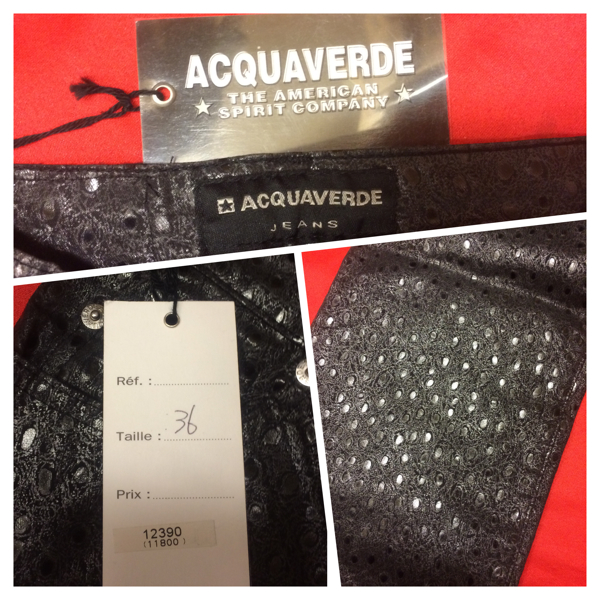 ACQUAVERDE
THE AMERICAN
SPIRIT COMPANY
ACQUAVERDE
JEANS
Réf. :
Taille : 36
Prix :
12390
(11800 )